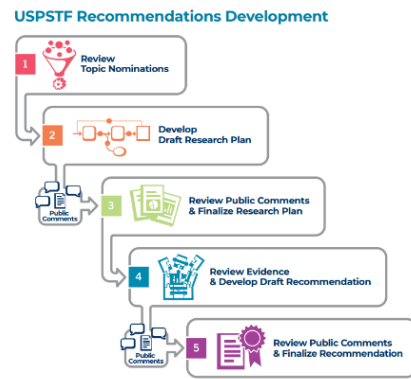 USPSTF Recommendations Development
1
Review
Topic Nominations
2
Develop
Draft Research Plan
Public
Comments
3
Review Public Comments
& Finalize Research Plan
4
Review Evidence
& Develop Draft Recommendation
Public
Comments
5
Review Public Comments
& Finalize Recommendation